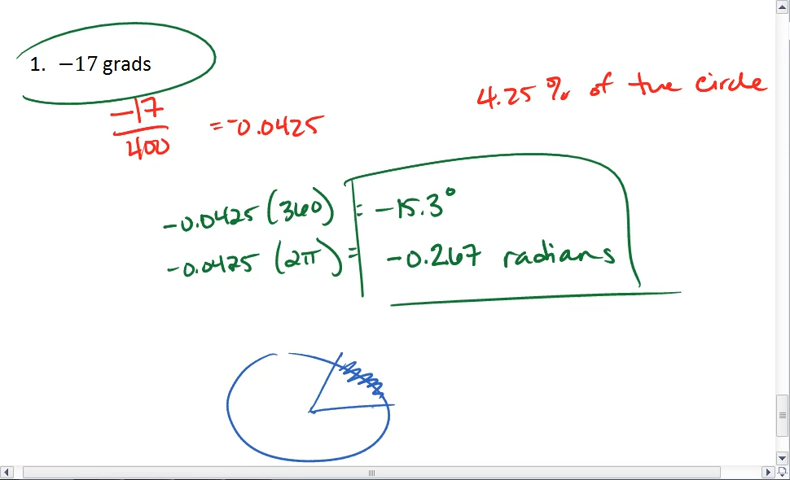 1. −17 grads
4.25 % of the circle
−17
400
= −0.0425
−0.0425 (360) = −15.3°
−0.0425 (2π) = −0.267 radians